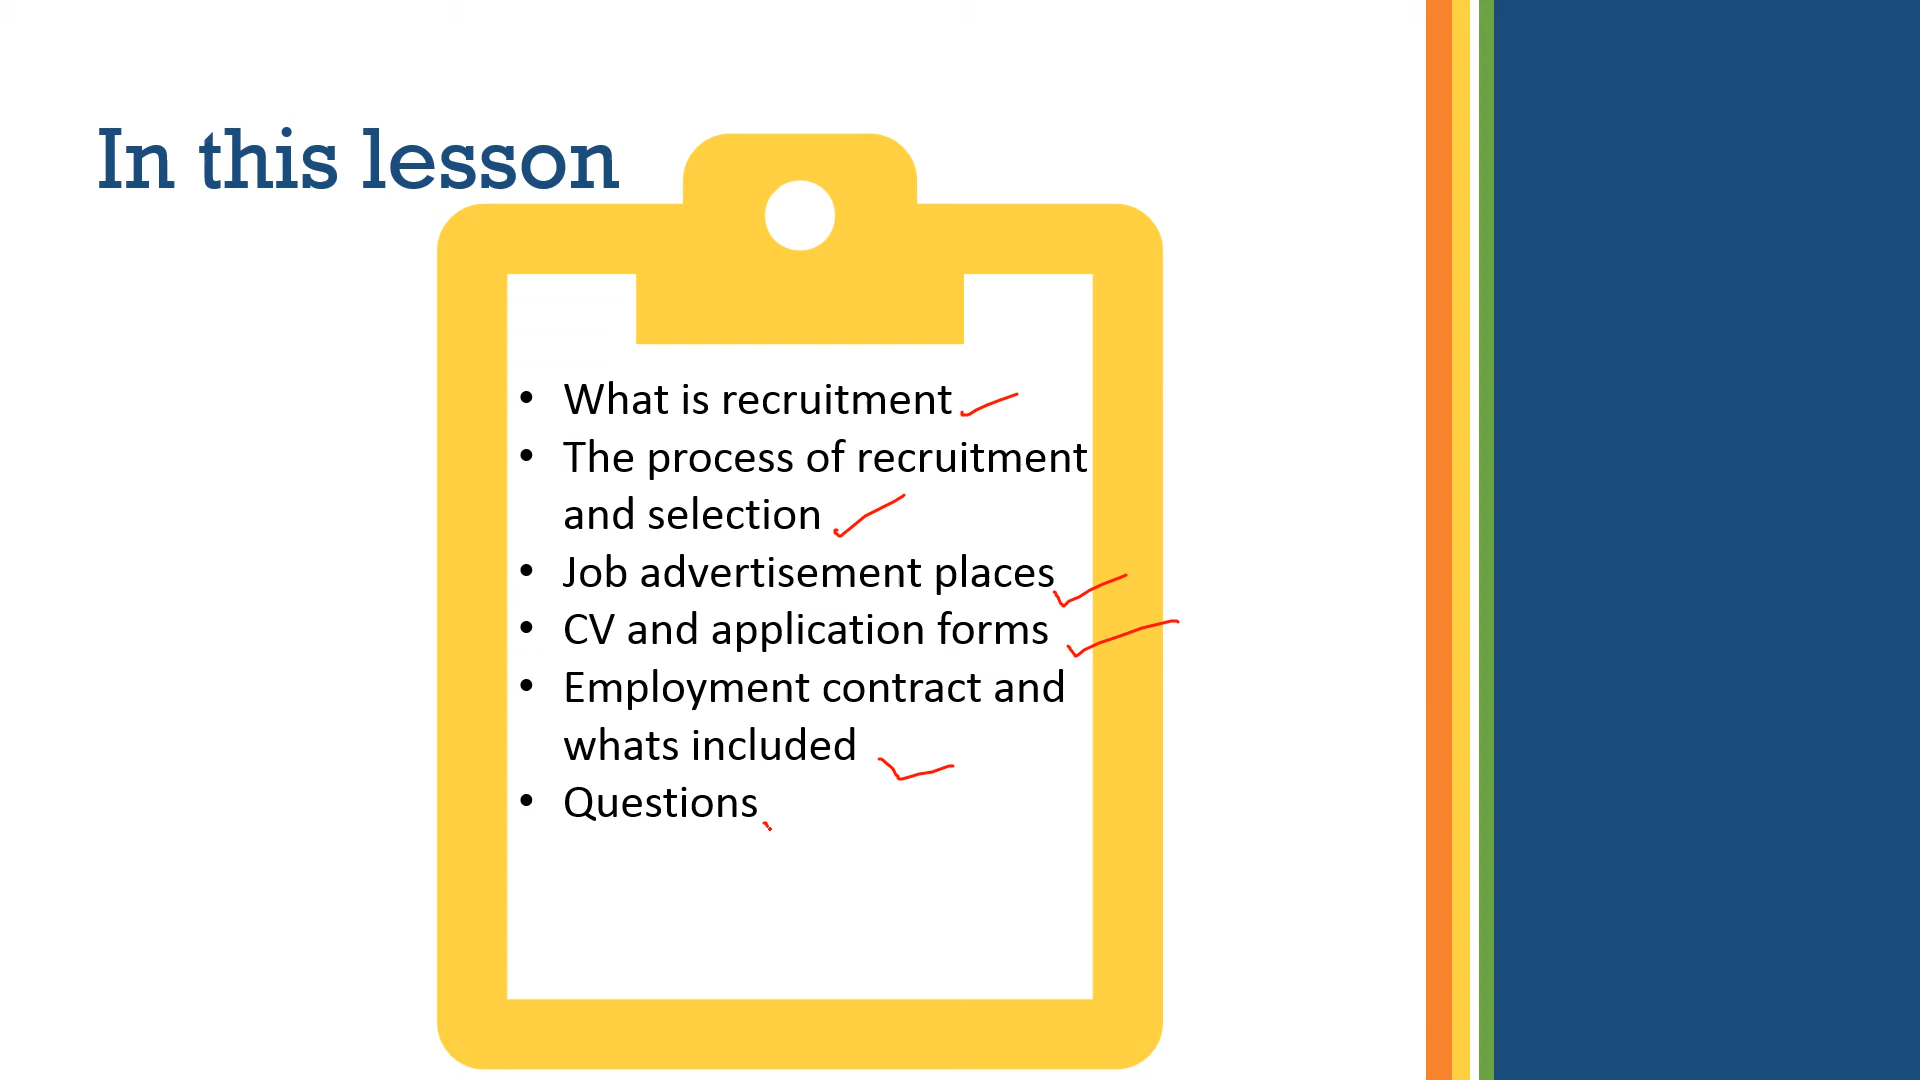 In this lesson
• What is recruitment
• The process of recruitment
and selection
• Job advertisement places
• CV and application forms
• Employment contract and
whats included
• Questions